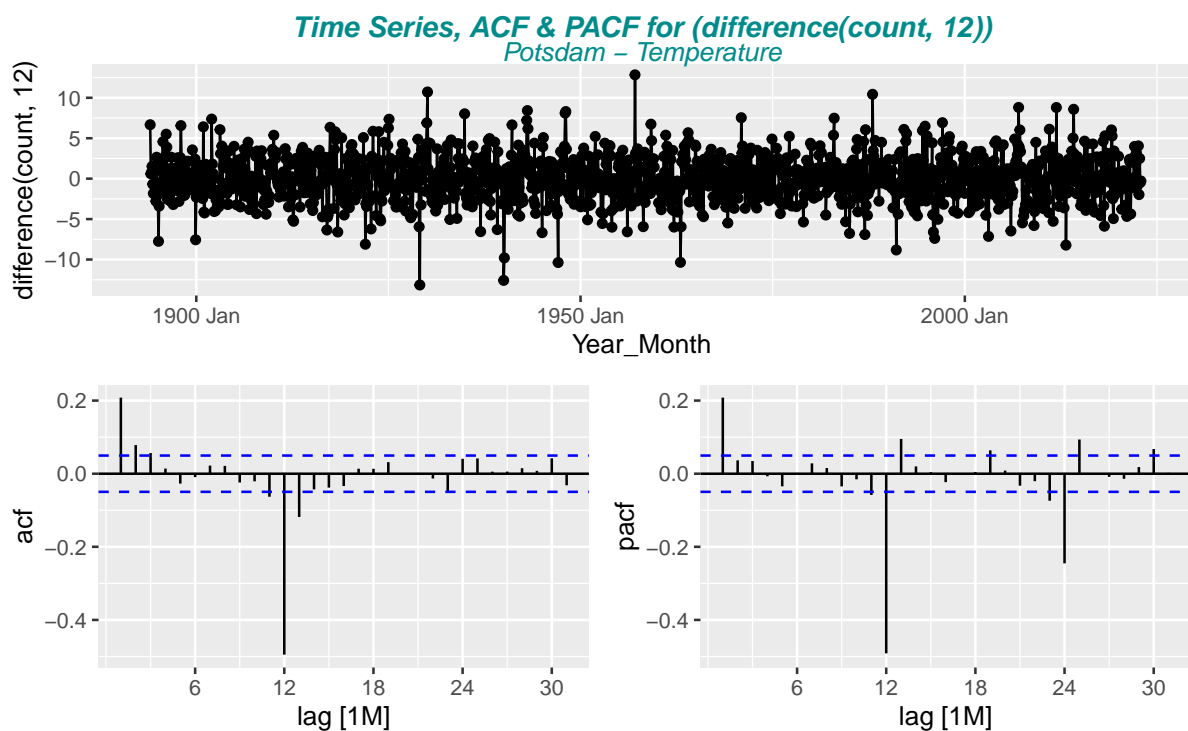 Time Series, ACF & PACF for (difference(count, 12))
Potsdam − Temperature
difference(count, 12)
10
5
0
−5
−10
1900 Jan
1950 Jan
2000 Jan
Year_Month
acf
0.2
0.0
−0.2
−0.4
6
12
18
24
30
lag [1M]
pacf
0.2
0.0
−0.2
−0.4
6
12
18
24
30
lag [1M]